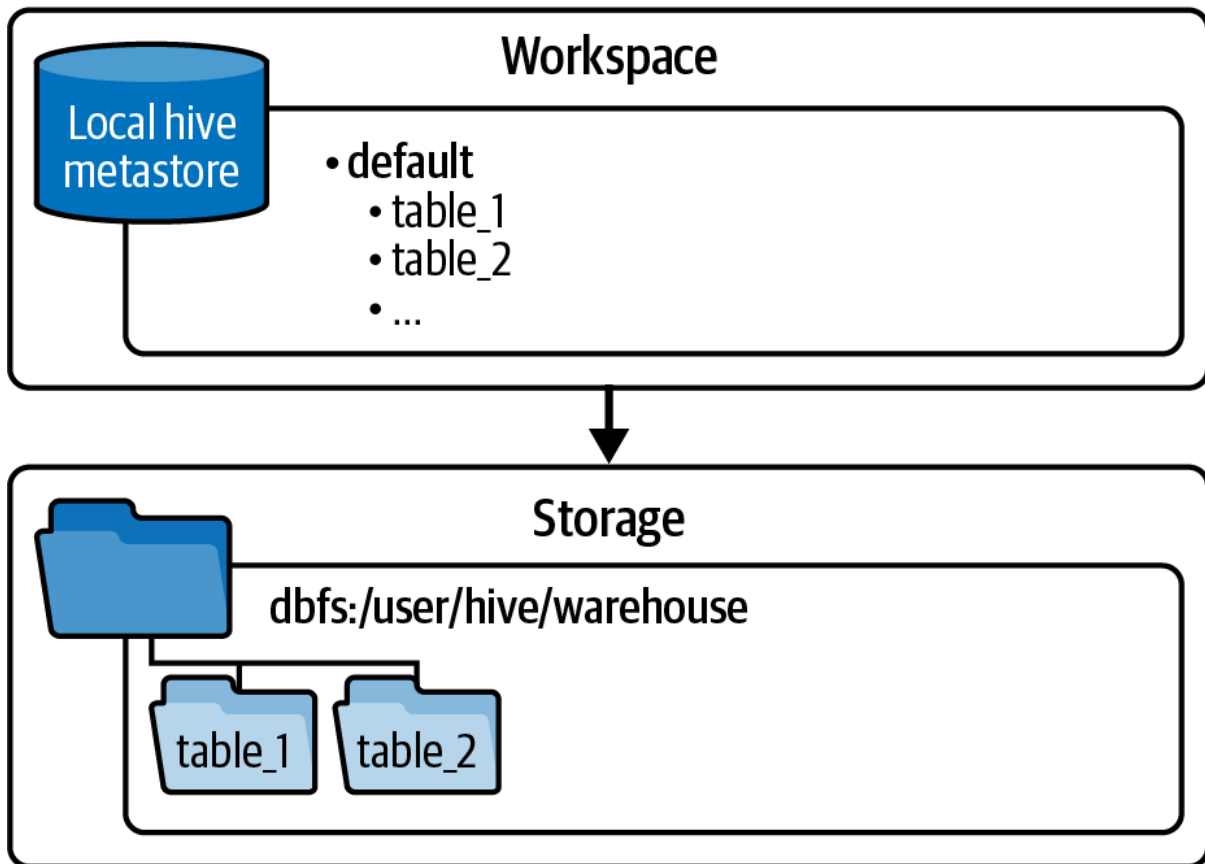 Workspace
Local hive
metastore
• default
• table_1
• table_2
• ...
Storage
dbfs:/user/hive/warehouse
table_1
table_2